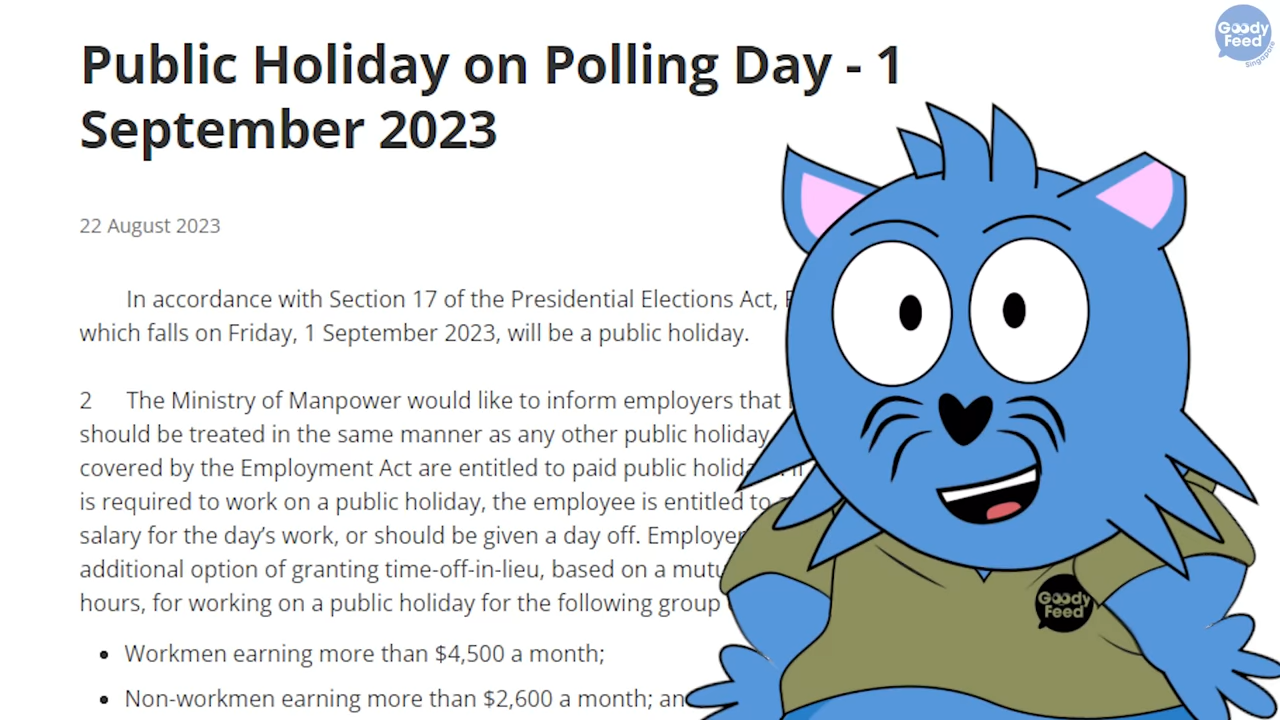 Goody
Feed
Singapore
Public Holiday on Polling Day - 1
September 2023
22 August 2023
In accordance with Section 17 of the Presidential Elections Act,
which falls on Friday, 1 September 2023, will be a public holiday.
2 The Ministry of Manpower would like to inform employers that
should be treated in the same manner as any other public holiday
covered by the Employment Act are entitled to paid public
is required to work on a public holiday, the employee is entitled to
salary for the day’s work, or should be given a day off.
additional option of granting time-off-in-lieu, based on a
hours, for working on a public holiday for the following group
• Workmen earning more than $4,500 a month;
• Non-workmen earning more than $2,600 a month;
Goody
Feed